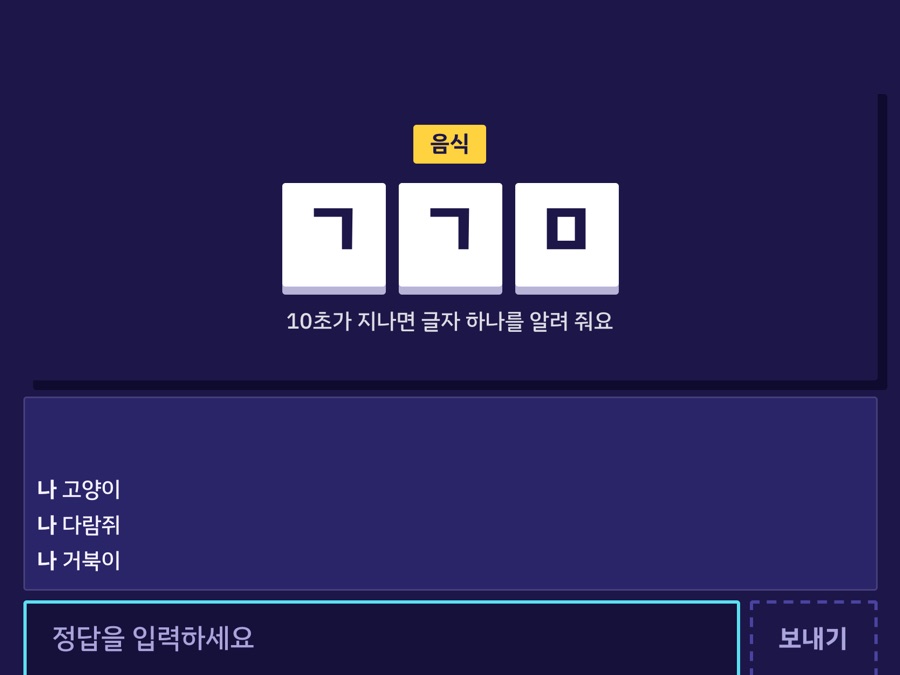 음식
ㄱㄱㅁ
10초가 지나면 글자 하나를 알려 줘요
나 고양이
나 다람쥐
나 거북이
정답을 입력하세요
보내기